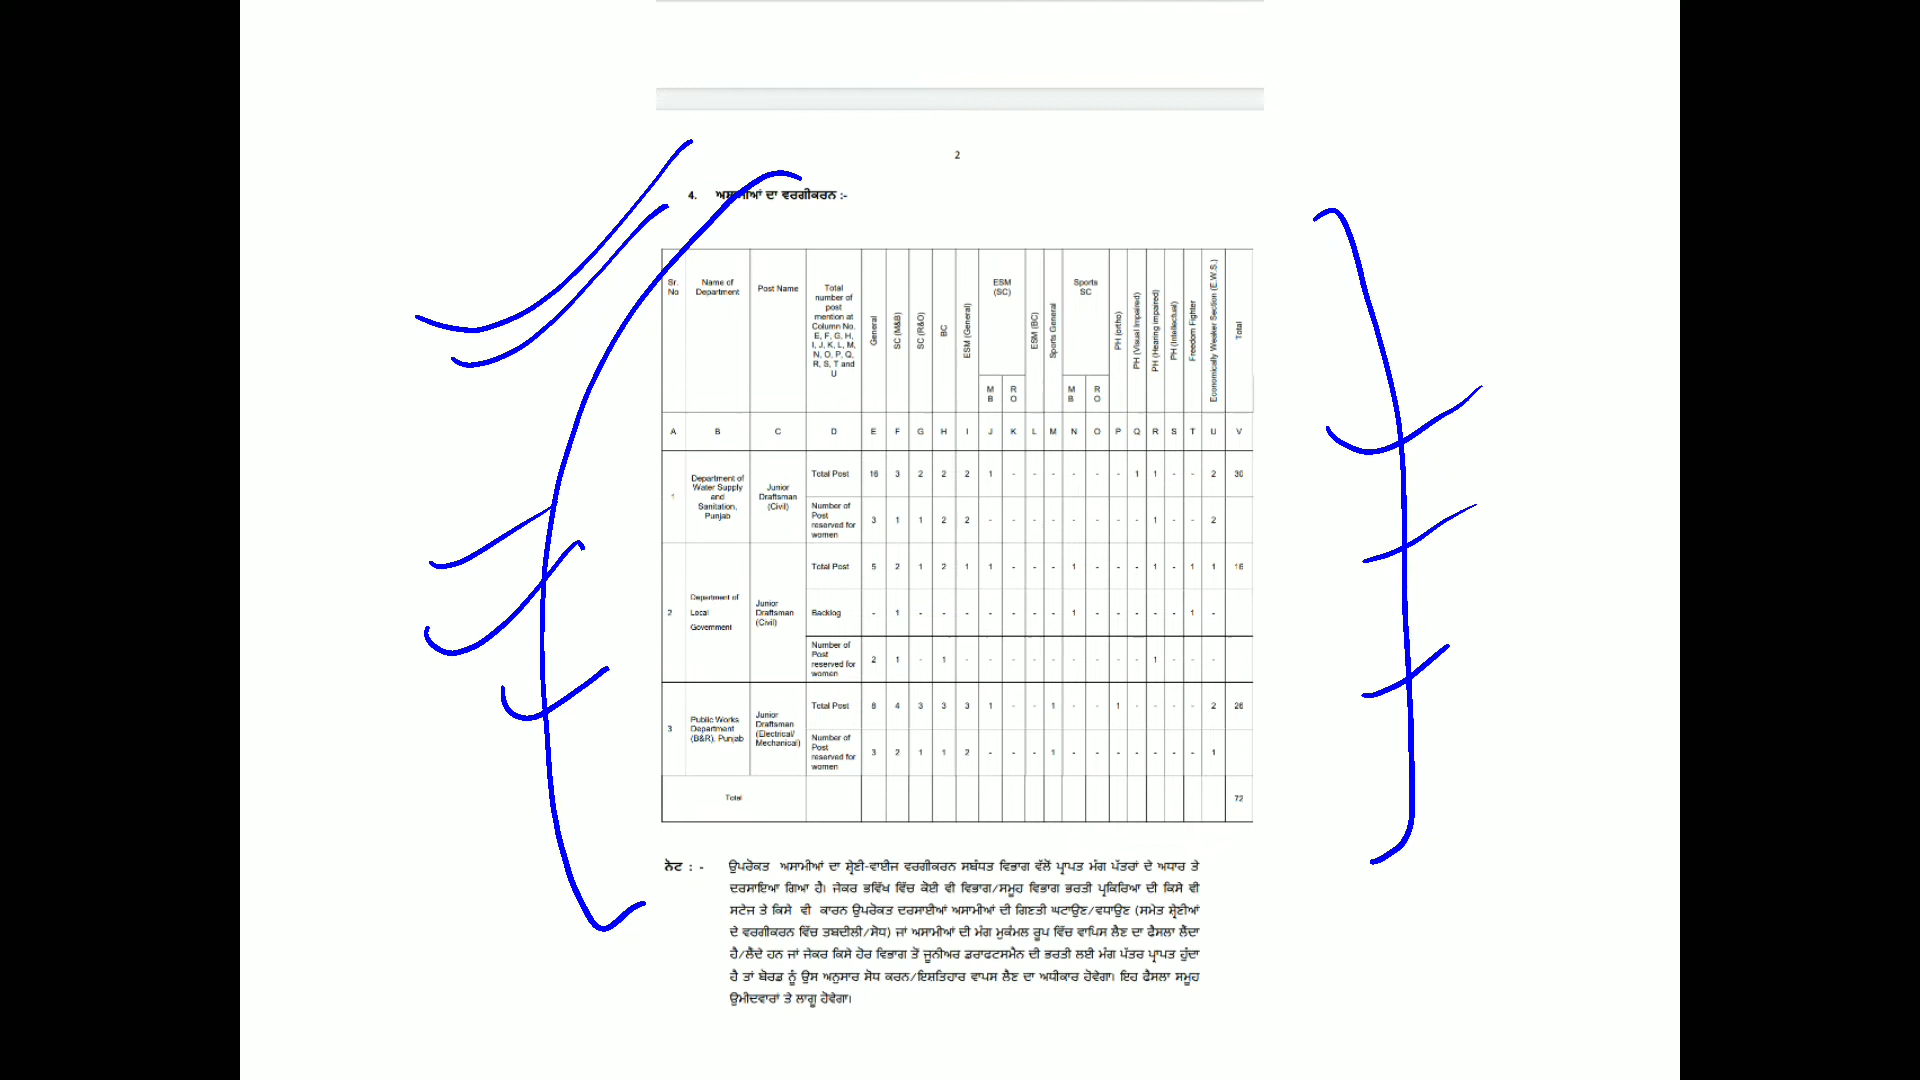 2
4. ਅਸਾਮੀਆਂ ਦਾ ਵਰਗੀਕਰਨ :-
Sr. No | Name of Department | Post Name | Total number of post mention at Column No. E, F, G, H, I, J, K, L, M, N, O, P, Q, R, S, T and U | General | SC (M&B) | SC (R&O) | BC | ESM (General) | ESM (SC) | ESM (BC) | Sports General | Sports SC | PH (ortho) | PH (Visual Impaired) | PH (Hearing impaired) | PH (Intellectual) | Freedom Fighter | Economically Weaker Section (E.W.S.) | Total
MB | RO | MB | RO
A B C D E F G H I J K L M N O P Q R S T U V
1 Department of Water Supply and Sanitation, Punjab | Junior Draftsman (Civil) | Total Post 16 3 2 2 2 1 - - - - - - 1 1 - - 2 30
Number of Post reserved for women 3 1 1 2 2 - - - - - - - - 1 - - 2
2 Department of Local Government | Junior Draftsman (Civil) | Total Post 5 2 1 2 1 1 - - - 1 - - - 1 - 1 1 16
Backlog - 1 - - - - - - - 1 - - - - - 1 -
Number of Post reserved for women 2 1 - 1 - - - - - - - - - 1 - - -
3 Public Works Department (B&R), Punjab | Junior Draftsman (Electrical/ Mechanical) | Total Post 8 4 3 3 3 1 - - 1 - - 1 - - - - 2 26
Number of Post reserved for women 3 2 1 1 2 - - - 1 - - - - - - - 1
Total 72
ਨੋਟ : - ਉਪਰੋਕਤ ਅਸਾਮੀਆਂ ਦਾ ਸ਼੍ਰੇਣੀ-ਵਾਈਜ ਵਰਗੀਕਰਨ ਸਬੰਧਤ ਵਿਭਾਗ ਵੱਲੋਂ ਪ੍ਰਾਪਤ ਮੰਗ ਪੱਤਰਾਂ ਦੇ ਅਧਾਰ ਤੇ
ਦਰਸਾਇਆ ਗਿਆ ਹੈ। ਜੇਕਰ ਭਵਿੱਖ ਵਿੱਚ ਕੋਈ ਵੀ ਵਿਭਾਗ/ਸਮੂਹ ਵਿਭਾਗ ਭਰਤੀ ਪ੍ਰਕਿਰਿਆ ਦੀ ਕਿਸੇ ਵੀ
ਸਟੇਜ ਤੇ ਕਿਸੇ ਵੀ ਕਾਰਨ ਉਪਰੋਕਤ ਦਰਸਾਈਆਂ ਅਸਾਮੀਆਂ ਦੀ ਗਿਣਤੀ ਘਟਾਉਣ/ਵਧਾਉਣ (ਸਮੇਤ ਸ਼੍ਰੇਣੀਆਂ
ਦੇ ਵਰਗੀਕਰਨ ਵਿੱਚ ਤਬਦੀਲੀ/ਸੋਧ) ਜਾਂ ਅਸਾਮੀਆਂ ਦੀ ਮੰਗ ਮੁਕੰਮਲ ਰੂਪ ਵਿੱਚ ਵਾਪਿਸ ਲੈਣ ਦਾ ਫੈਸਲਾ ਲੈਂਦਾ
ਹੈ/ਲੈਂਦੇ ਹਨ ਜਾਂ ਜੇਕਰ ਕਿਸੇ ਹੋਰ ਵਿਭਾਗ ਤੋਂ ਜੂਨੀਅਰ ਡਰਾਫਟਸਮੈਨ ਦੀ ਭਰਤੀ ਲਈ ਮੰਗ ਪੱਤਰ ਪ੍ਰਾਪਤ ਹੁੰਦਾ
ਹੈ ਤਾਂ ਬੋਰਡ ਨੂੰ ਉਸ ਅਨੁਸਾਰ ਸੋਧ ਕਰਨ/ਇਸ਼ਤਿਹਾਰ ਵਾਪਸ ਲੈਣ ਦਾ ਅਧੀਕਾਰ ਹੋਵੇਗਾ। ਇਹ ਫੈਸਲਾ ਸਮੂਹ
ਉਮੀਦਵਾਰਾਂ ਤੇ ਲਾਗੂ ਹੋਵੇਗਾ।